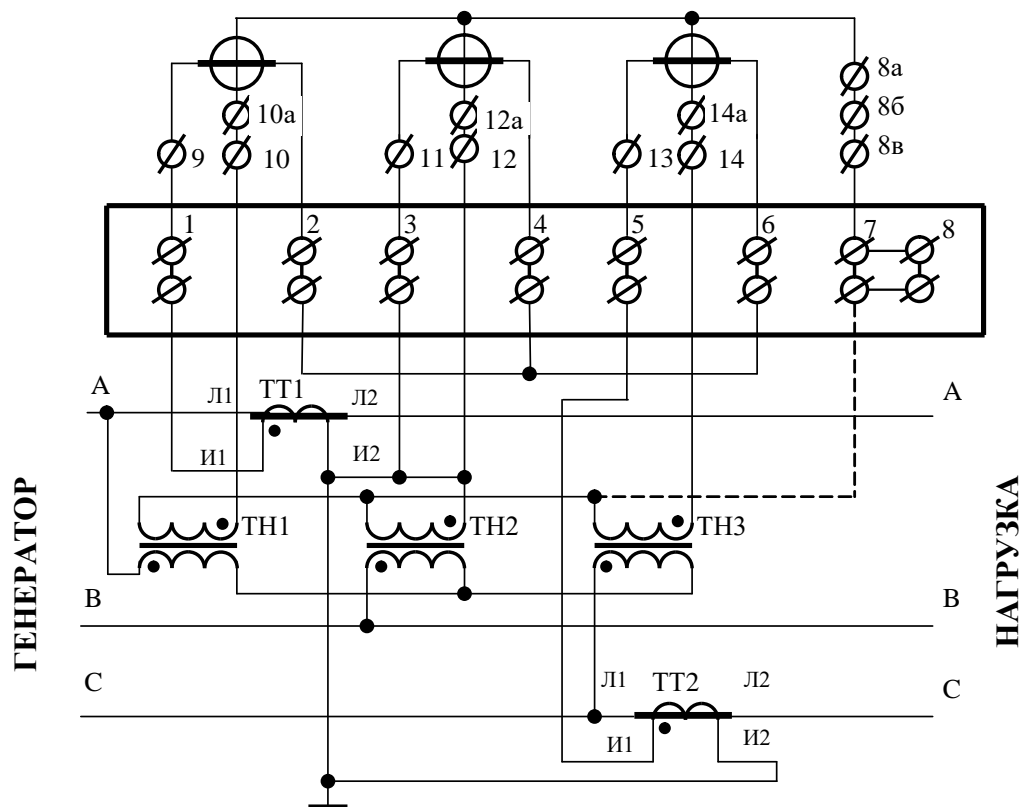 8а
10а
12а
14а
8б
9
10
11
12
13
14
8в
1
2
3
4
5
6
7
8
А
Л1
ТТ1
Л2
А
И1
И2
ГЕНЕРАТОР
НАГРУЗКА
ТН1
ТН2
ТН3
В
В
С
Л1
ТТ2
Л2
С
И1
И2